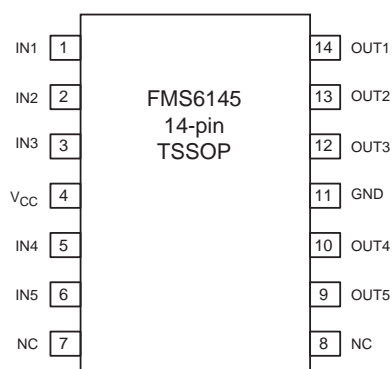 FMS6145
14-pin
TSSOP
IN1 1
IN2 2
IN3 3
VCC 4
IN4 5
IN5 6
NC 7
14 OUT1
13 OUT2
12 OUT3
11 GND
10 OUT4
9 OUT5
8 NC